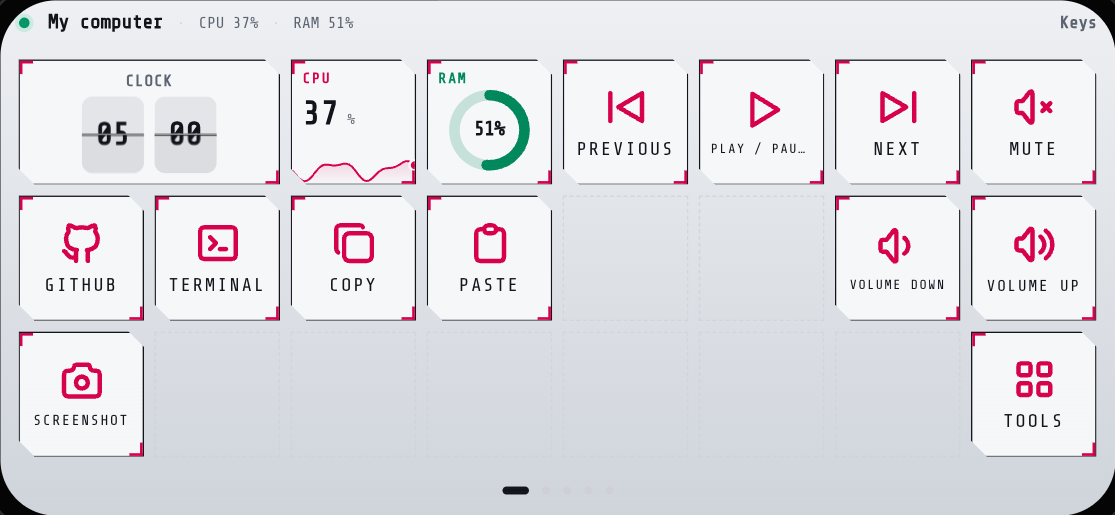 My computer · CPU 37% · RAM 51% Keys
CLOCK
05 00
CPU
37 %
RAM
51%
PREVIOUS
PLAY / PAU…
NEXT
MUTE
GITHUB
TERMINAL
COPY
PASTE
VOLUME DOWN
VOLUME UP
SCREENSHOT
TOOLS